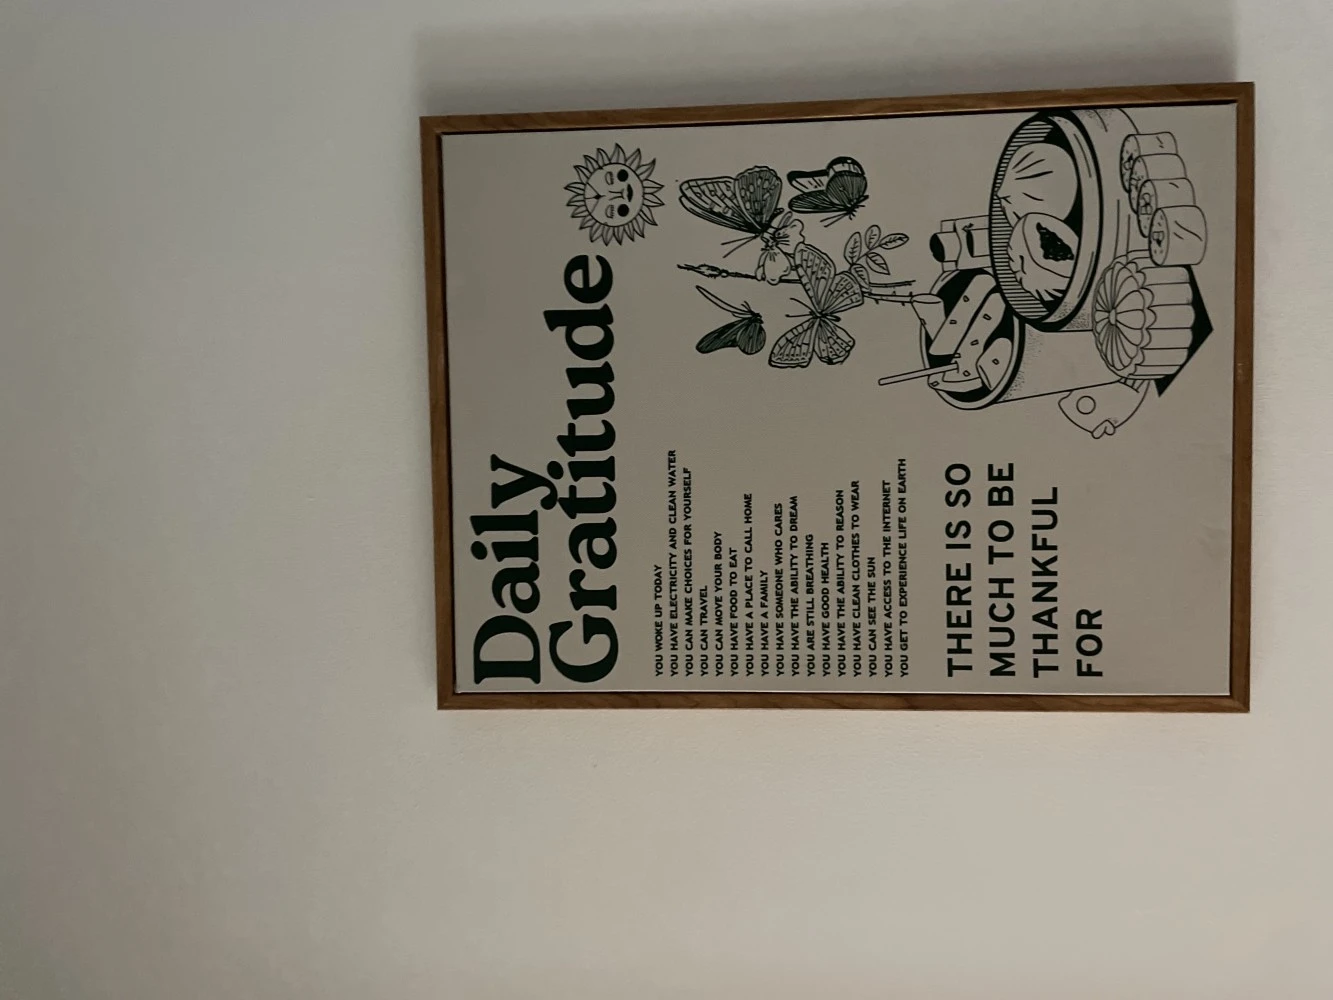 Daily
Gratitude
YOU WOKE UP TODAY
YOU HAVE ELECTRICITY AND CLEAN WATER
YOU CAN MAKE CHOICES FOR YOURSELF
YOU CAN TRAVEL
YOU CAN MOVE YOUR BODY
YOU HAVE FOOD TO EAT
YOU HAVE A PLACE TO CALL HOME
YOU HAVE A FAMILY
YOU HAVE SOMEONE WHO CARES
YOU HAVE THE ABILITY TO DREAM
YOU ARE STILL BREATHING
YOU HAVE GOOD HEALTH
YOU HAVE THE ABILITY TO REASON
YOU HAVE CLEAN CLOTHES TO WEAR
YOU CAN SEE THE SUN
YOU HAVE ACCESS TO THE INTERNET
YOU GET TO EXPERIENCE LIFE ON EARTH
THERE IS SO
MUCH TO BE
THANKFUL
FOR